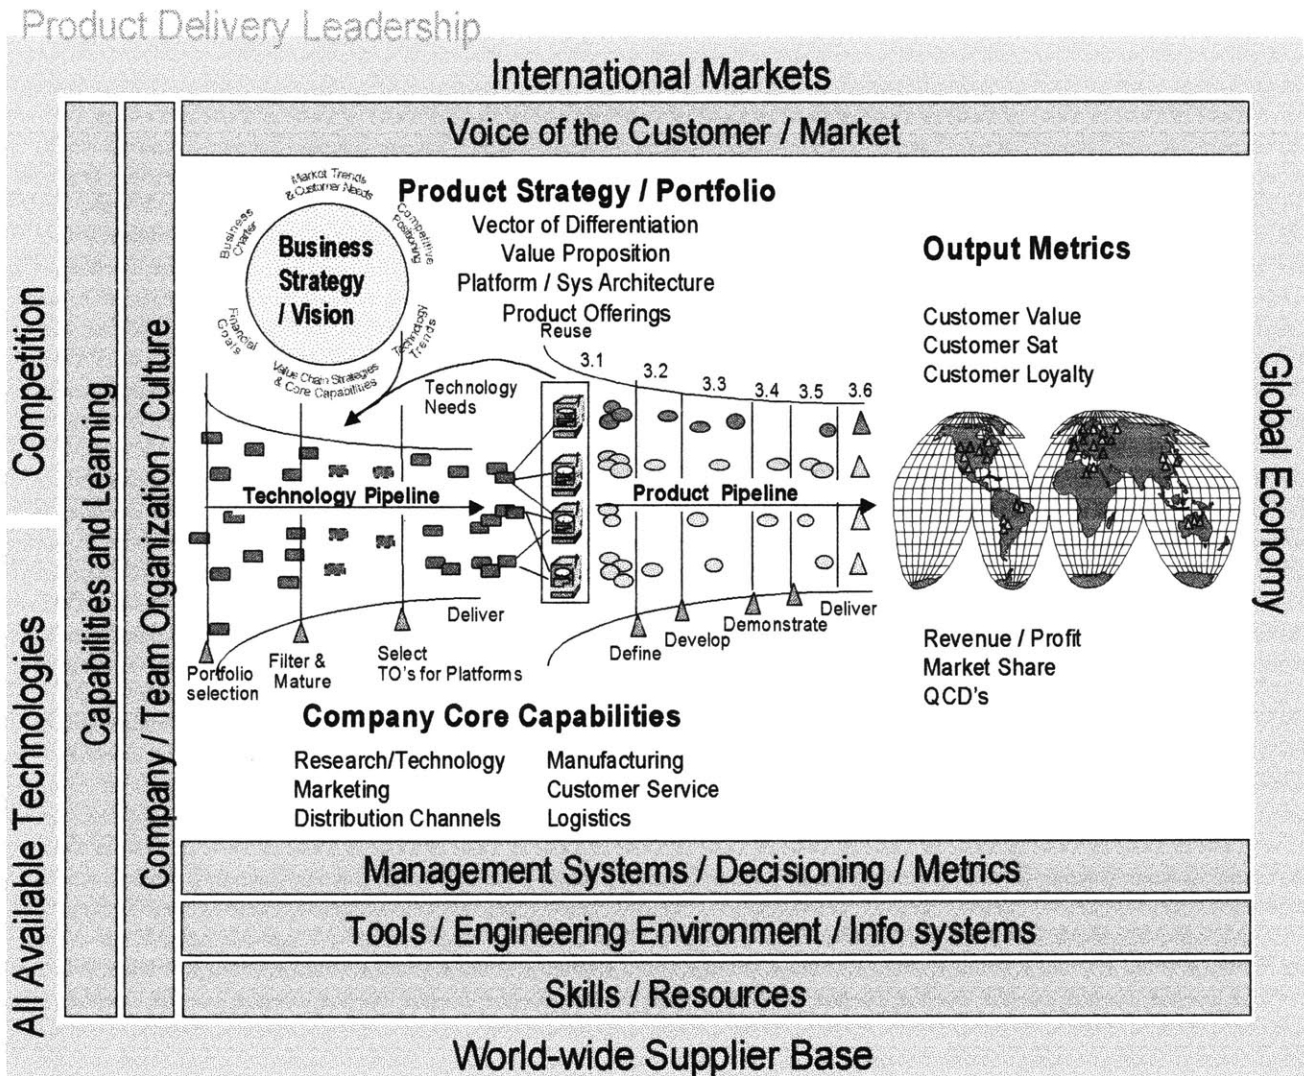 Product Delivery Leadership
International Markets
Voice of the Customer / Market
Competition
All Available Technologies
Capabilities and Learning
Company / Team Organization / Culture
Market Trends
& Customer Needs
Business
Charter
Competitive
Positioning
Business
Strategy
/ Vision
Financial
Goals
Technology
Trends
Value Chain Strategies
& Core Capabilities
Product Strategy / Portfolio
Vector of Differentiation
Value Proposition
Platform / Sys Architecture
Product Offerings
Reuse
Technology
Needs
3.1
3.2
3.3
3.4
3.5
3.6
Technology Pipeline
Product Pipeline
Portfolio
selection
Filter &
Mature
Select
TO's for Platforms
Deliver
Define
Develop
Demonstrate
Deliver
Output Metrics
Customer Value
Customer Sat
Customer Loyalty
Revenue / Profit
Market Share
QCD's
Global Economy
Company Core Capabilities
Research/Technology
Marketing
Distribution Channels
Manufacturing
Customer Service
Logistics
Management Systems / Decisioning / Metrics
Tools / Engineering Environment / Info systems
Skills / Resources
World-wide Supplier Base